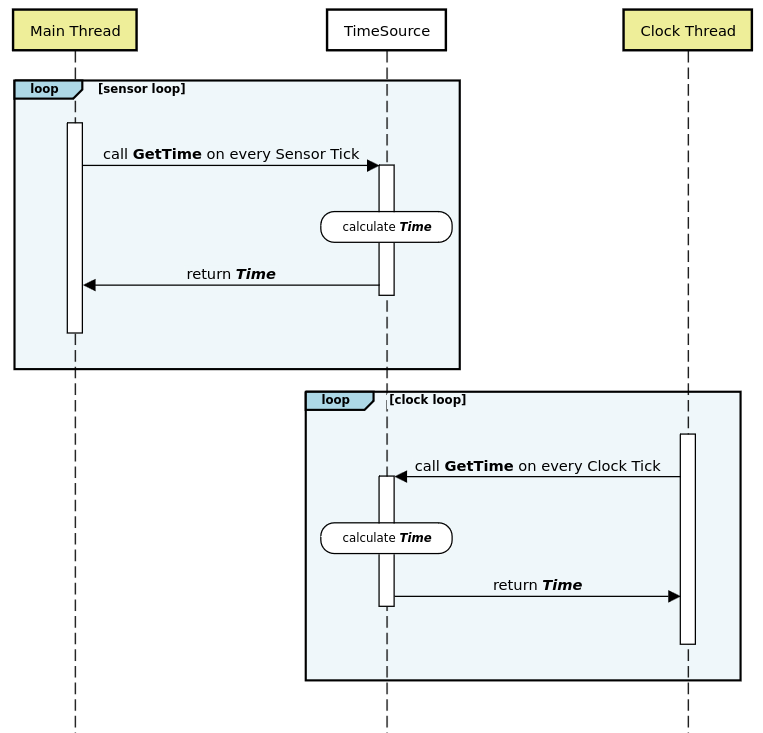 Main Thread
TimeSource
Clock Thread
loop
[sensor loop]
call GetTime on every Sensor Tick
calculate Time
return Time
loop
[clock loop]
call GetTime on every Clock Tick
calculate Time
return Time